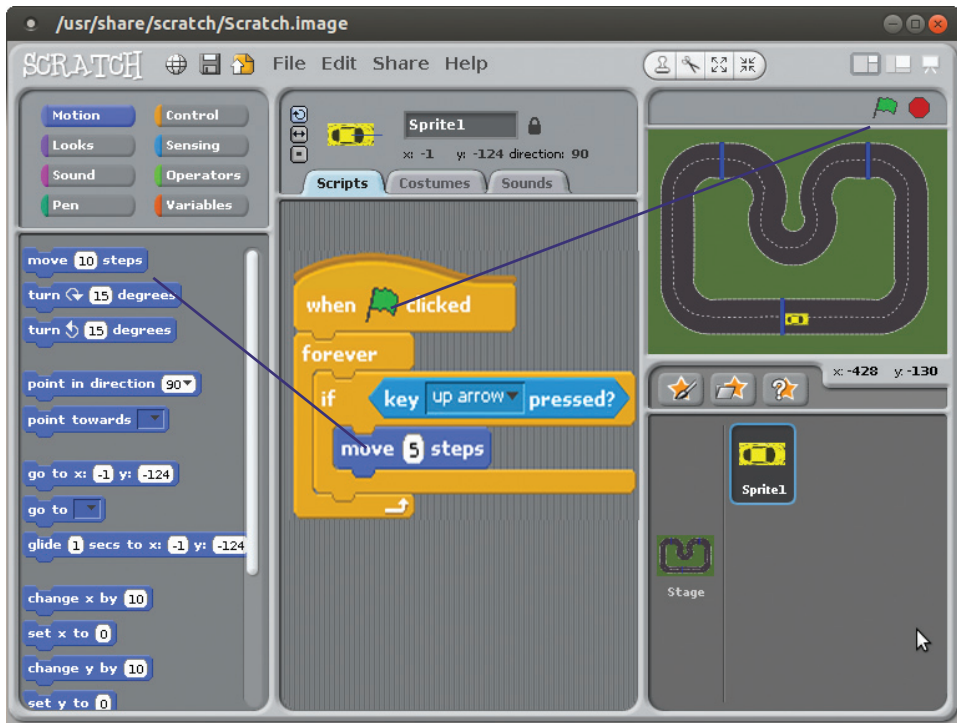 /usr/share/scratch/Scratch.image
SCRATCH File Edit Share Help
Motion Control
Looks Sensing
Sound Operators
Pen Variables
Sprite1
x: -1 y: -124 direction: 90
Scripts Costumes Sounds
move 10 steps
turn 15 degrees
turn 15 degrees
point in direction 90
point towards
go to x: -1 y: -124
go to
glide 1 secs to x: -1 y: -124
change x by 10
set x to 0
change y by 10
set y to 0
when clicked
forever
if key up arrow pressed?
move 5 steps
x: -428 y: -130
Sprite1
Stage